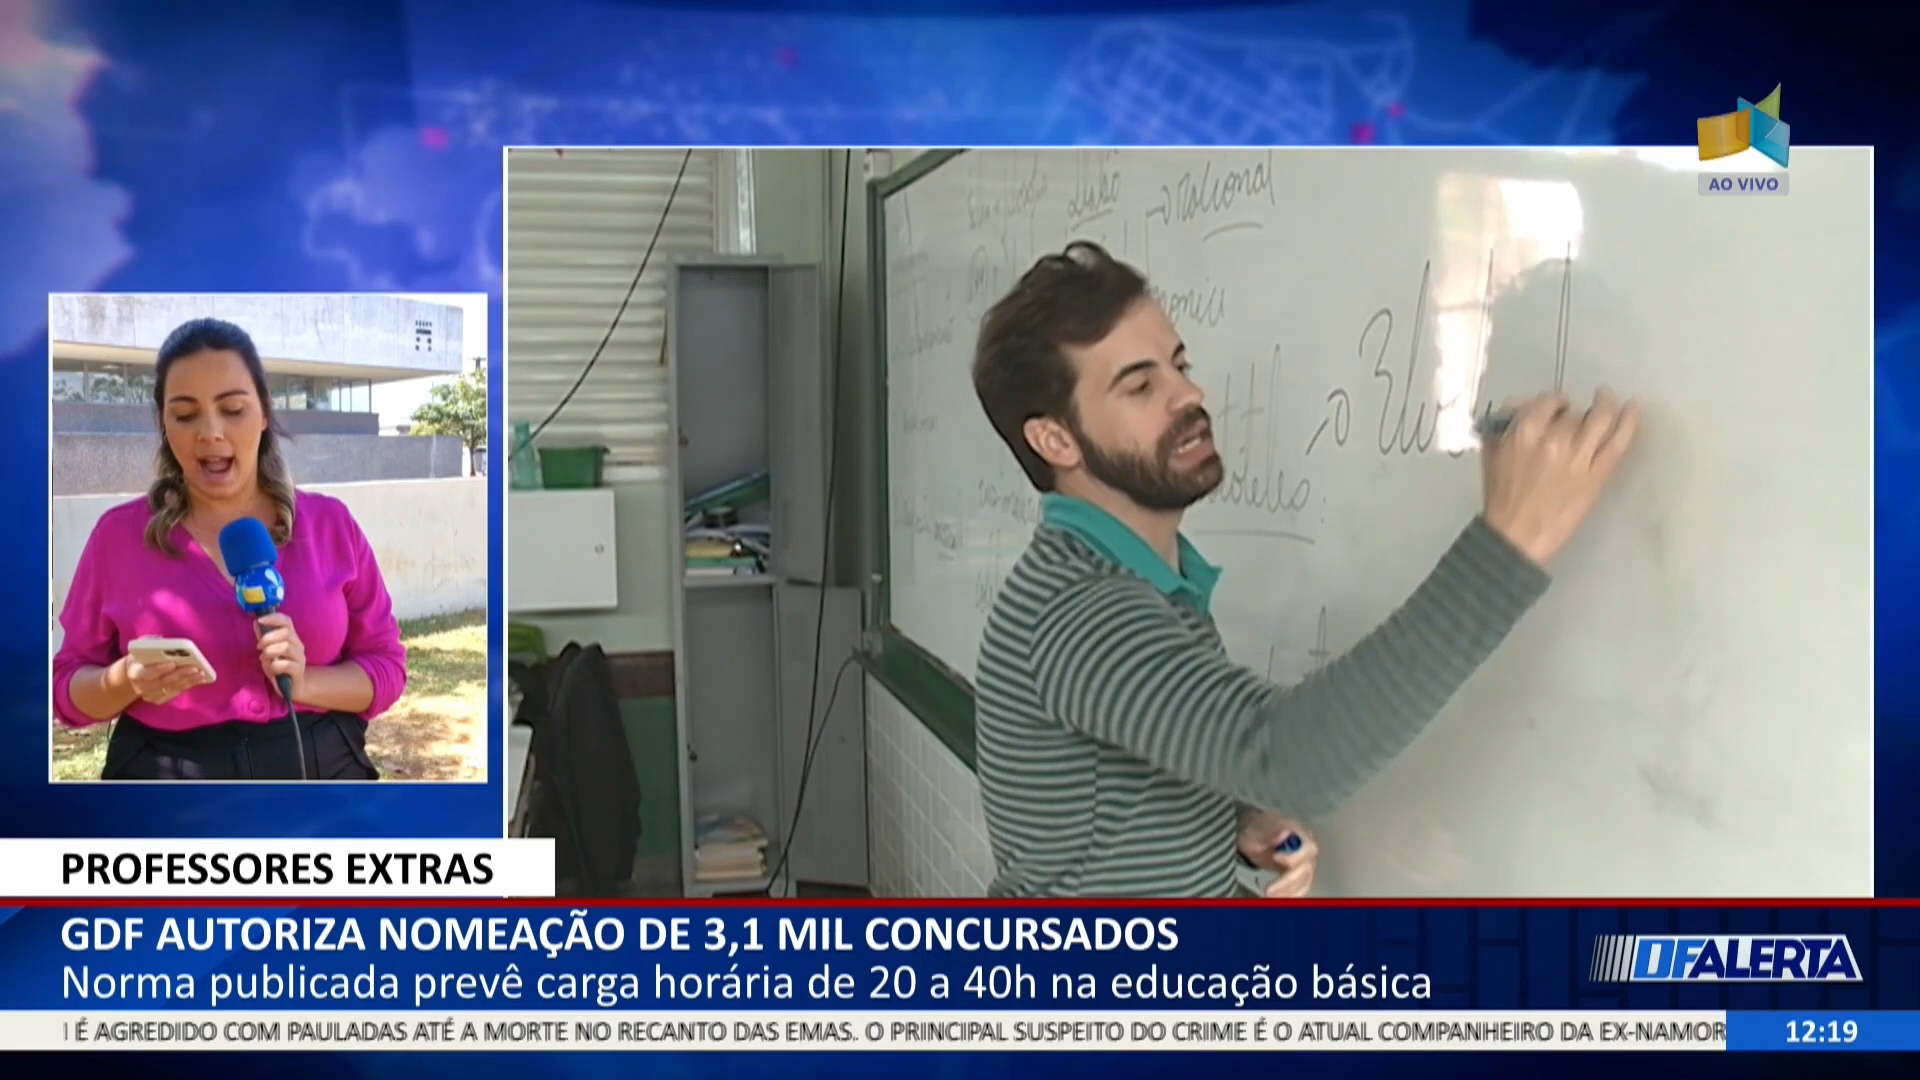 AO VIVO
racional
PROFESSORES EXTRAS
GDF AUTORIZA NOMEAÇÃO DE 3,1 MIL CONCURSADOS
Norma publicada prevê carga horária de 20 a 40h na educação básica
DFALERTA
É AGREDIDO COM PAULADAS ATÉ A MORTE NO RECANTO DAS EMAS. O PRINCIPAL SUSPEITO DO CRIME É O ATUAL COMPANHEIRO DA EX-NAMOR
12:19